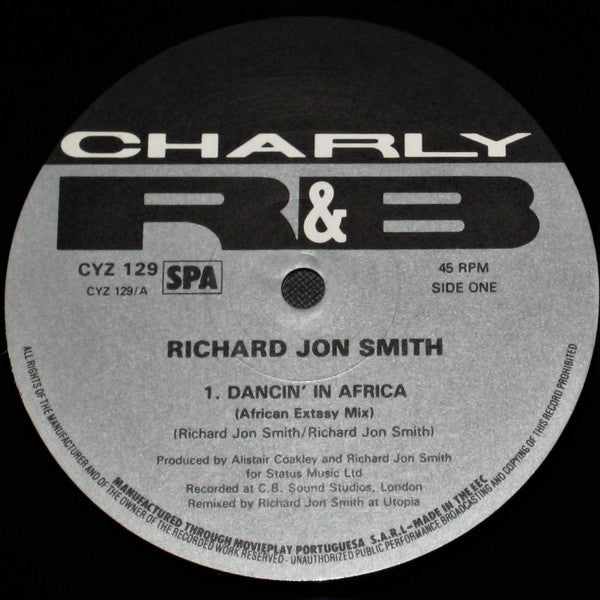 CHARLY
R&B
CYZ 129 SPA 45 RPM
CYZ 129/A SIDE ONE
RICHARD JON SMITH
1. DANCIN' IN AFRICA
(African Extasy Mix)
(Richard Jon Smith/Richard Jon Smith)
Produced by Alistair Coakley and Richard Jon Smith
for Status Music Ltd
Recorded at C.B. Sound Studios, London
Remixed by Richard Jon Smith at Utopia
MANUFACTURED THROUGH MOVIEPLAY PORTUGUESA S.A.R.L-MADE IN THE EEC
ALL RIGHTS OF THE MANUFACTURER AND OF THE OWNER OF THE RECORDED WORK RESERVED - UNAUTHORIZED PUBLIC PERFORMANCE BROADCASTING AND COPYING OF THIS RECORD PROHIBITED